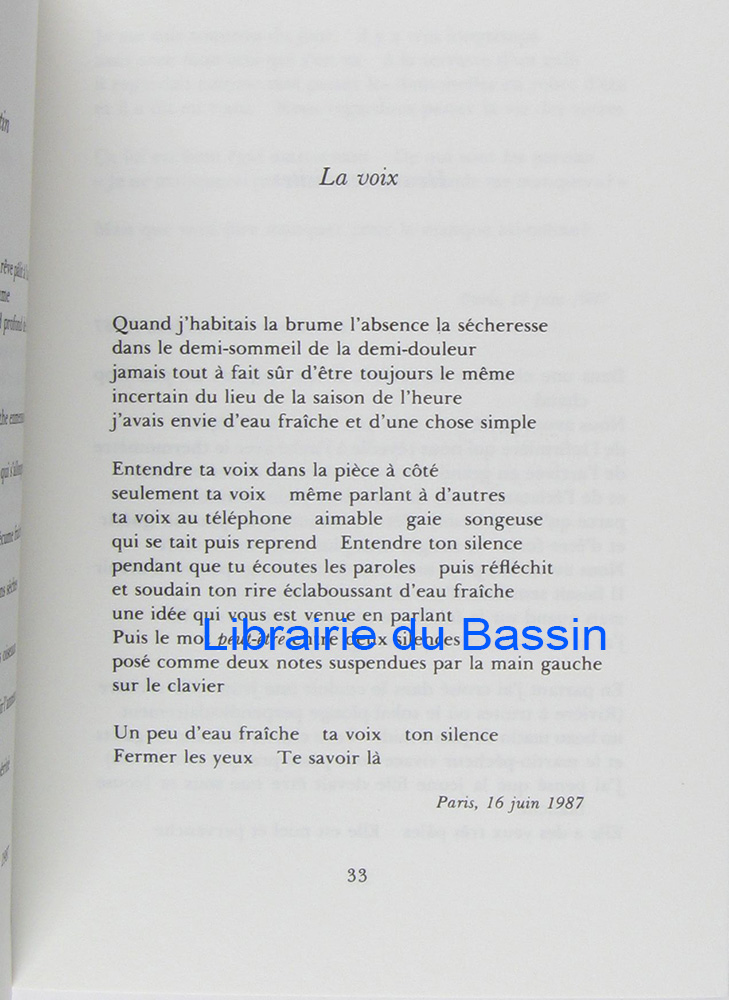 La voix
Quand j'habitais la brume l'absence la sécheresse
dans le demi-sommeil de la demi-douleur
jamais tout à fait sûr d'être toujours le même
incertain du lieu de la saison de l'heure
j'avais envie d'eau fraîche et d'une chose simple
Entendre ta voix dans la pièce à côté
seulement ta voix même parlant à d'autres
ta voix au téléphone aimable gaie songeuse
qui se tait puis reprend Entendre ton silence
pendant que tu écoutes les paroles puis réfléchit
et soudain ton rire éclaboussant d'eau fraîche
une idée qui vous est venue en parlant
Puis le mot peut-être entre deux silences
Librairie du Bassin
posé comme deux notes suspendues par la main gauche
sur le clavier
Un peu d'eau fraîche ta voix ton silence
Fermer les yeux Te savoir là
Paris, 16 juin 1987
33